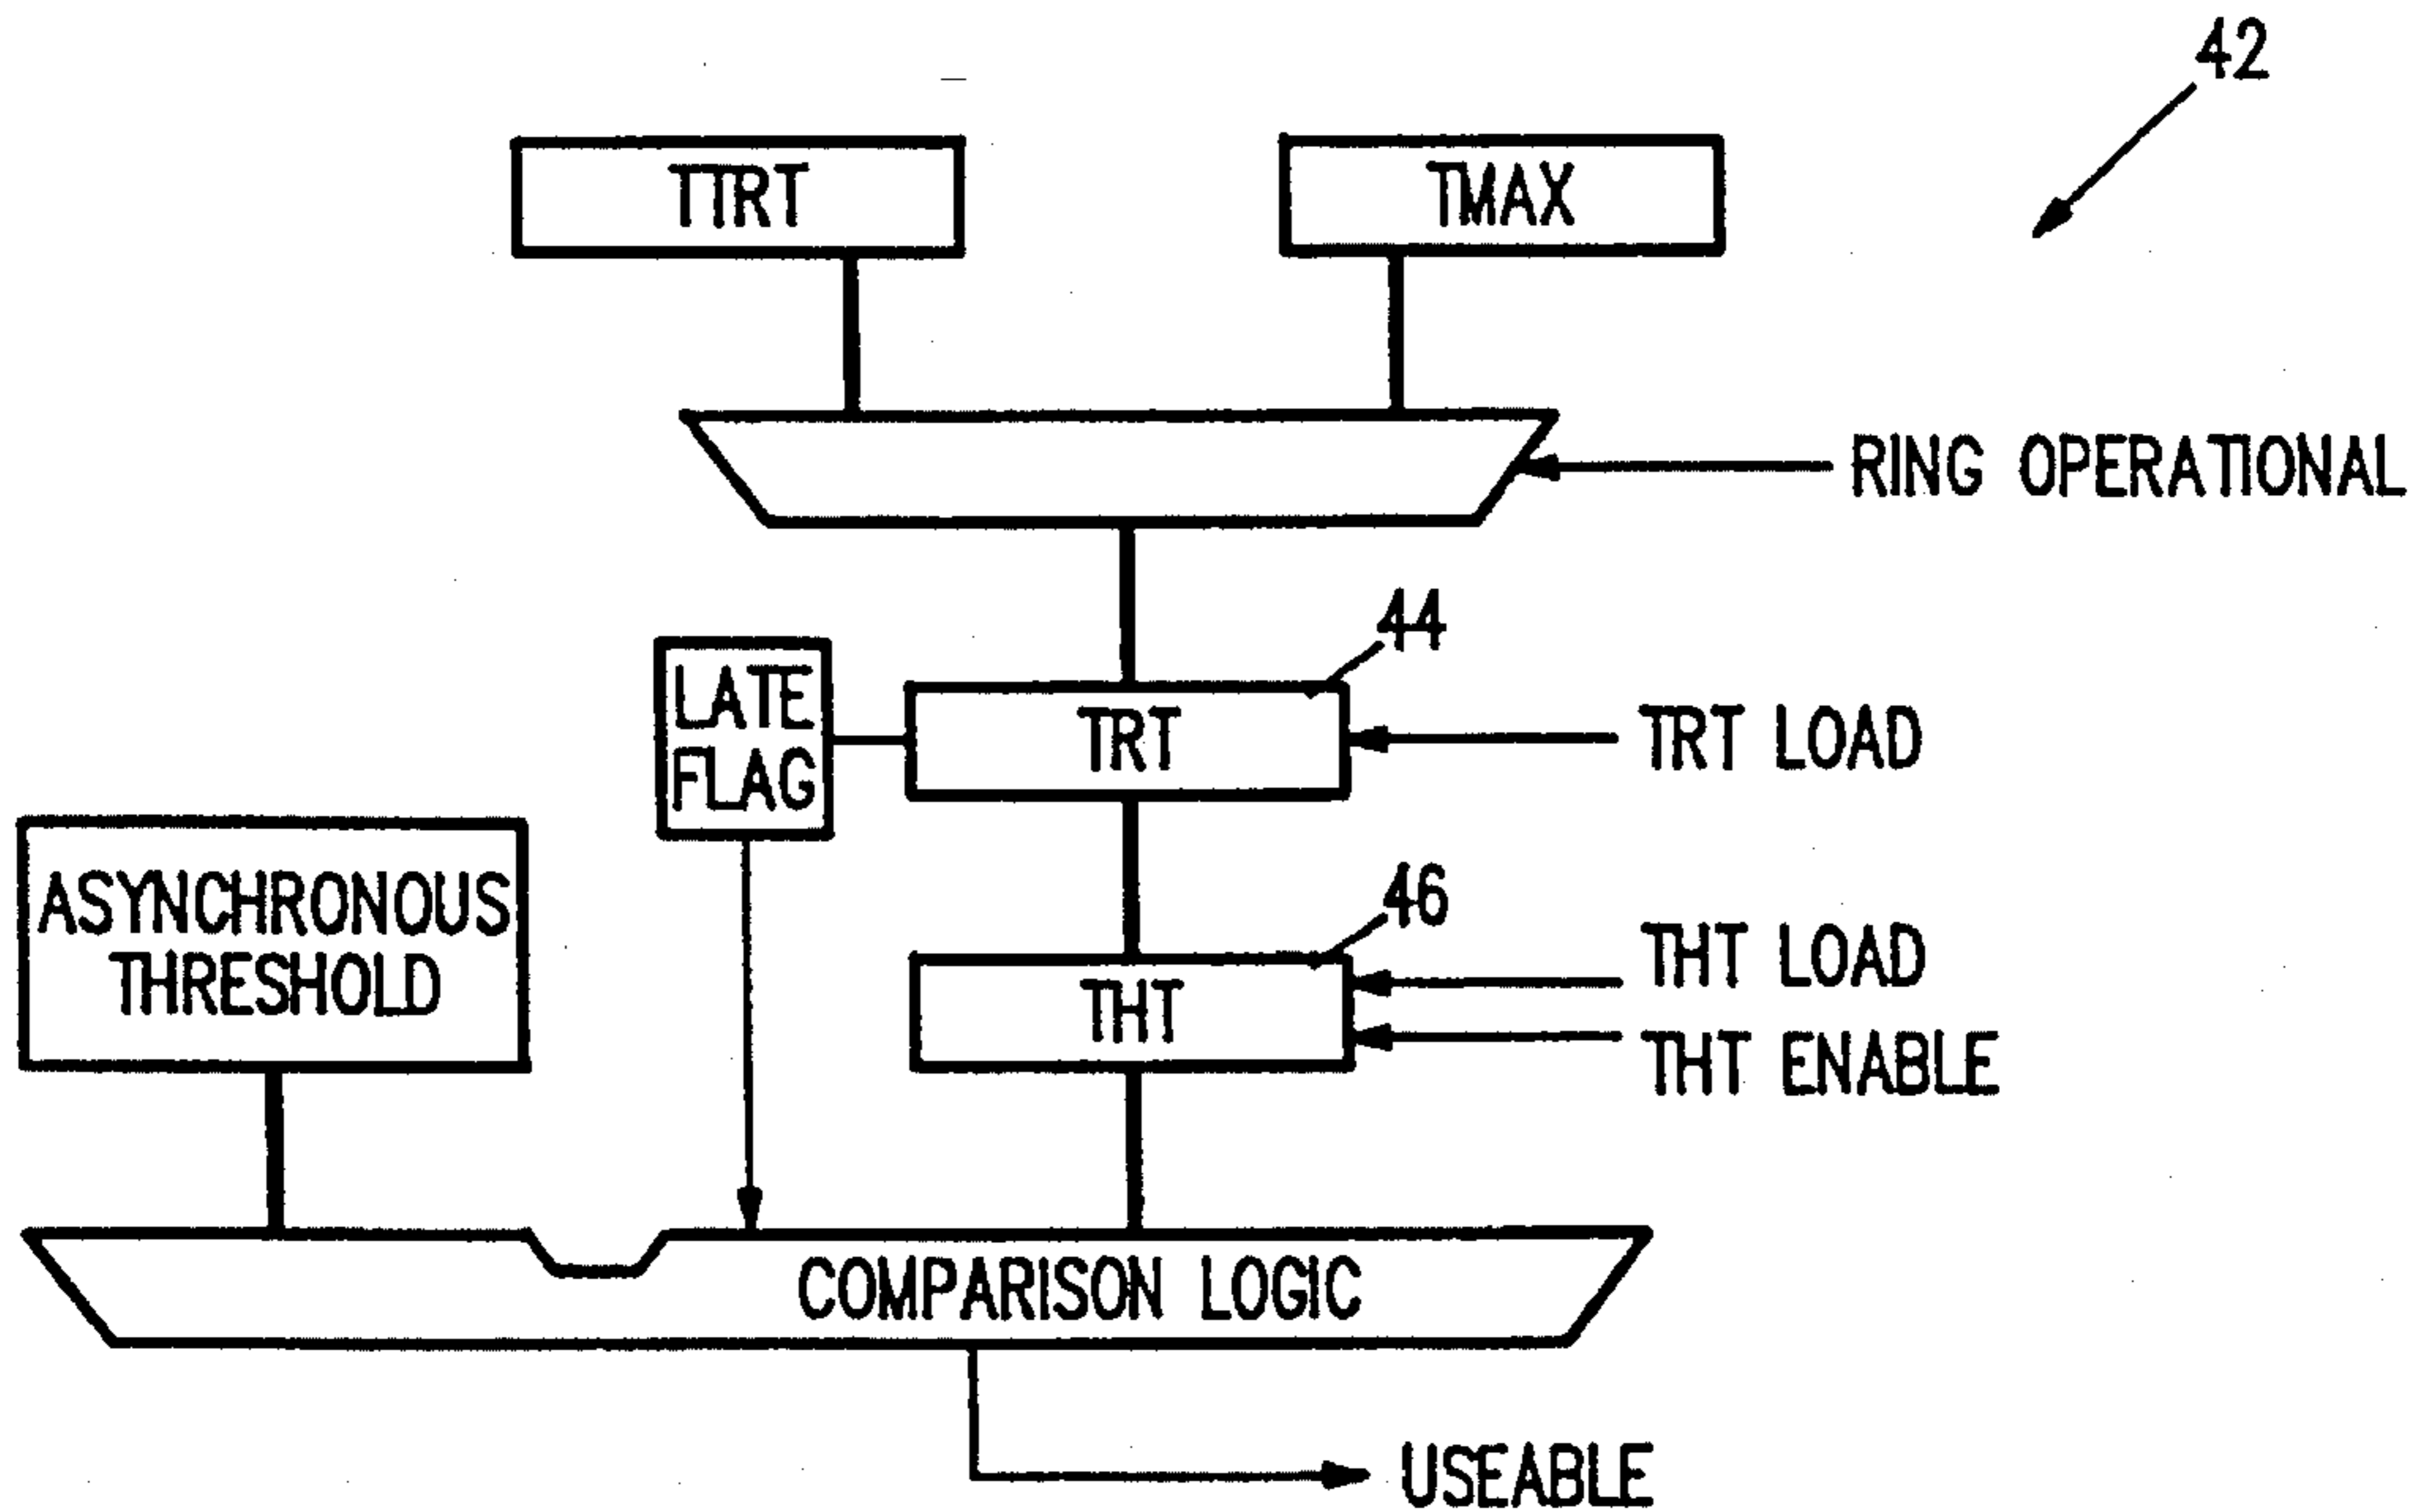 42
TTRT
TMAX
RING OPERATIONAL
44
LATE
FLAG
TRT
TRT LOAD
ASYNCHRONOUS
THRESHOLD
46
THT
THT LOAD
THT ENABLE
COMPARISON LOGIC
USEABLE